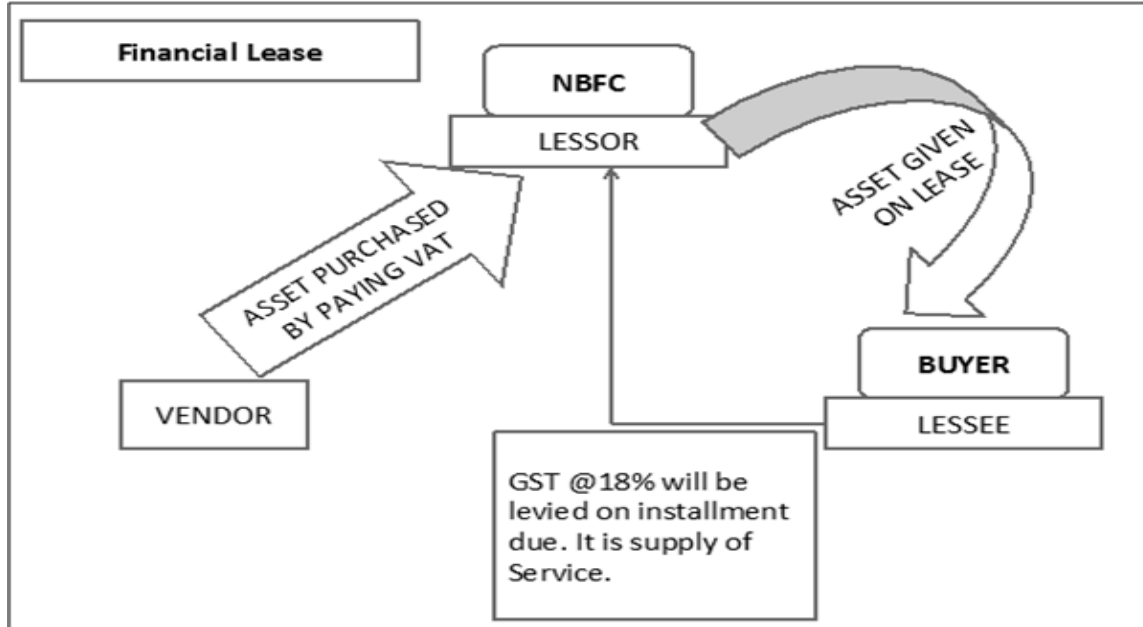 Financial Lease
NBFC
LESSOR
ASSET GIVEN
ON LEASE
ASSET PURCHASED
BY PAYING VAT
BUYER
LESSEE
VENDOR
GST @18% will be
levied on installment
due. It is supply of
Service.